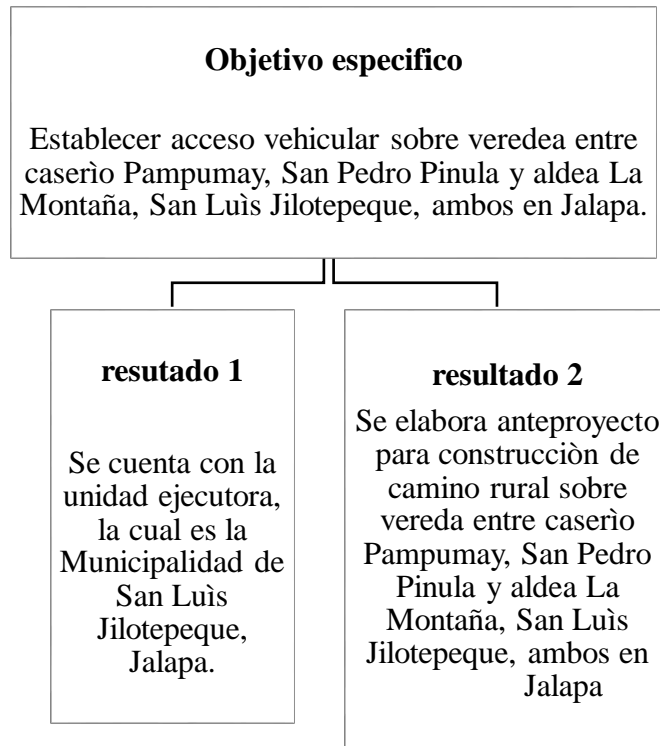 Objetivo especifico
Establecer acceso vehicular sobre veredea entre
caserìo Pampumay, San Pedro Pinula y aldea La
Montaña, San Luìs Jilotepeque, ambos en Jalapa.
resutado 1
Se cuenta con la
unidad ejecutora,
la cual es la
Municipalidad de
San Luìs
Jilotepeque,
Jalapa.
resultado 2
Se elabora anteproyecto
para construcciòn de
camino rural sobre
vereda entre caserìo
Pampumay, San Pedro
Pinula y aldea La
Montaña, San Luìs
Jilotepeque, ambos en
Jalapa